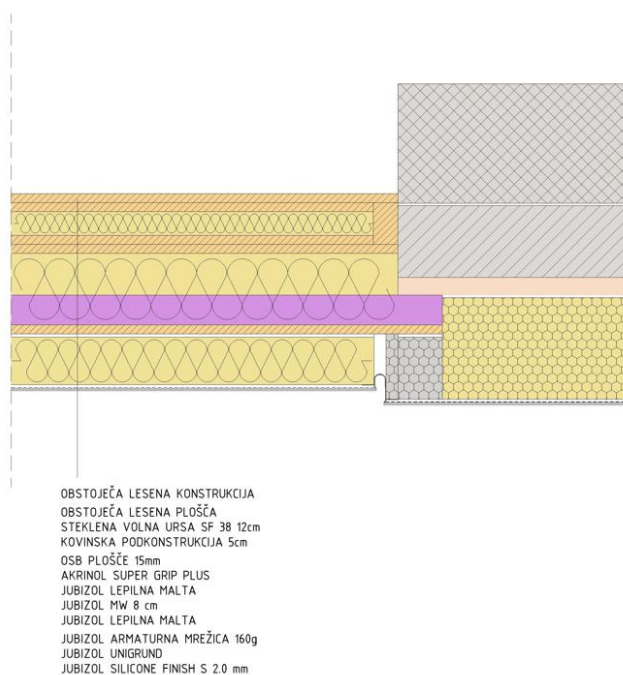 OBSTOJEČA LESENA KONSTRUKCIJA
OBSTOJEČA LESENA PLOŠČA
STEKLENA VOLNA URSA SF 38 12cm
KOVINSKA PODKONSTRUKCIJA 5cm
OSB PLOŠČE 15mm
AKRINOL SUPER GRIP PLUS
JUBIZOL LEPILNA MALTA
JUBIZOL MW 8 cm
JUBIZOL LEPILNA MALTA
JUBIZOL ARMATURNA MREŽICA 160g
JUBIZOL UNIGRUND
JUBIZOL SILICONE FINISH S 2.0 mm